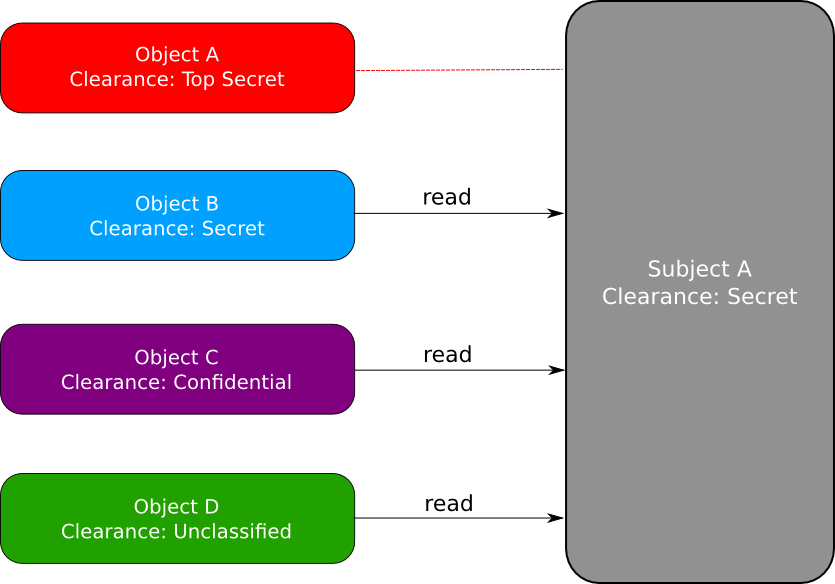 Object A
Clearance: Top Secret
Object B
Clearance: Secret
read
Subject A
Clearance: Secret
Object C
Clearance: Confidential
read
Object D
Clearance: Unclassified
read